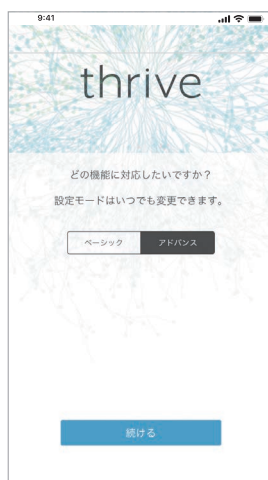 9:41
thrive
どの機能に対応したいですか？
設定モードはいつでも変更できます。
ベーシック
アドバンス
続ける